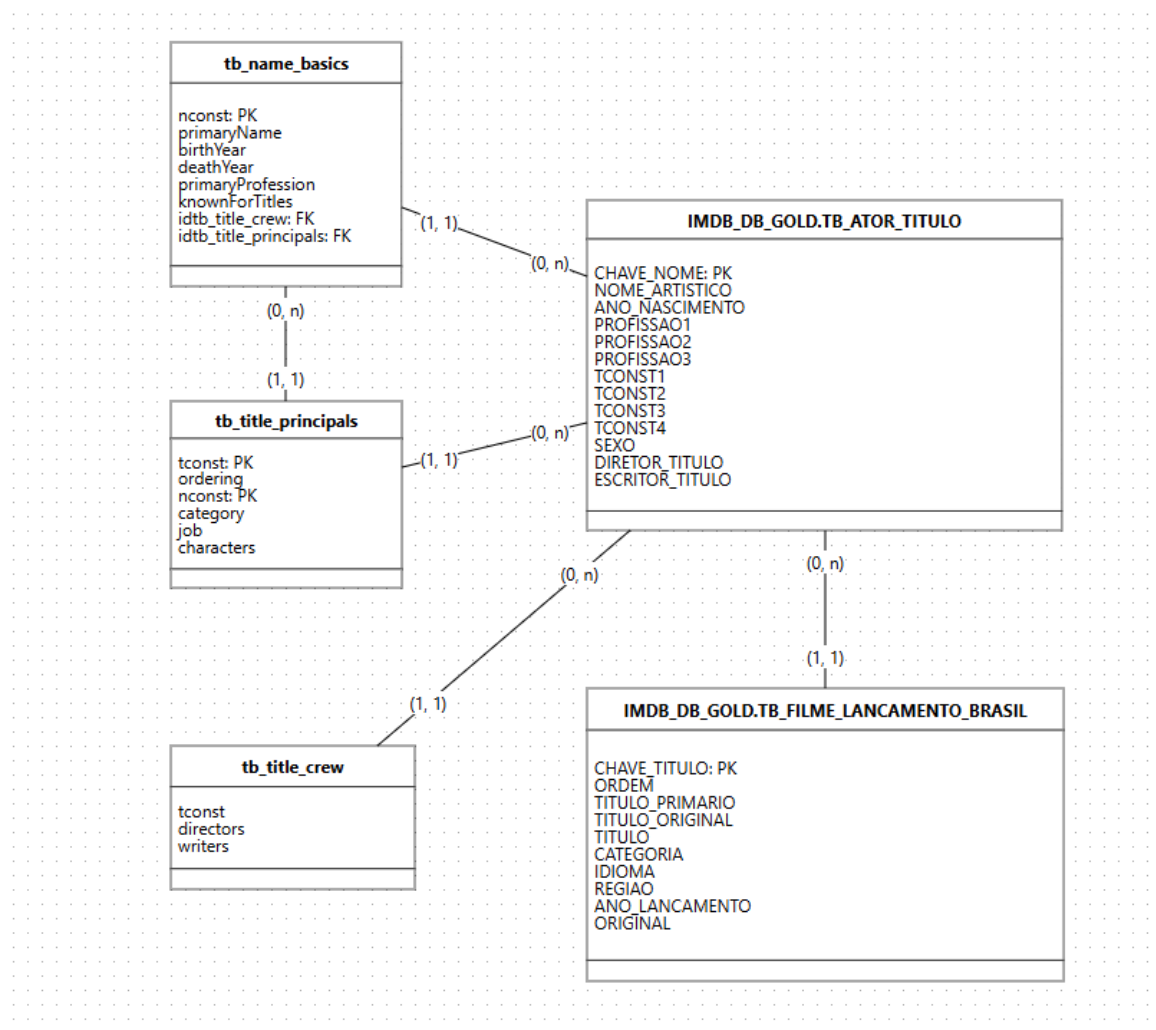 tb_name_basics
nconst: PK
primaryName
birthYear
deathYear
primaryProfession
knownForTitles
idtb_title_crew: FK
idtb_title_principals: FK
(1, 1)
(0, n)
IMDB_DB_GOLD.TB_ATOR_TITULO
CHAVE_NOME: PK
NOME_ARTISTICO
ANO_NASCIMENTO
PROFISSAO1
PROFISSAO2
PROFISSAO3
TCONST1
TCONST2
TCONST3
TCONST4
SEXO
DIRETOR_TITULO
ESCRITOR_TITULO
(0, n)
(1, 1)
tb_title_principals
tconst: PK
ordering
nconst: PK
category
job
characters
(1, 1)
(0, n)
(0, n)
(1, 1)
(0, n)
(1, 1)
tb_title_crew
tconst
directors
writers
IMDB_DB_GOLD.TB_FILME_LANCAMENTO_BRASIL
CHAVE_TITULO: PK
ORDEM
TITULO_PRIMARIO
TITULO_ORIGINAL
TITULO
CATEGORIA
IDIOMA
REGIAO
ANO_LANCAMENTO
ORIGINAL